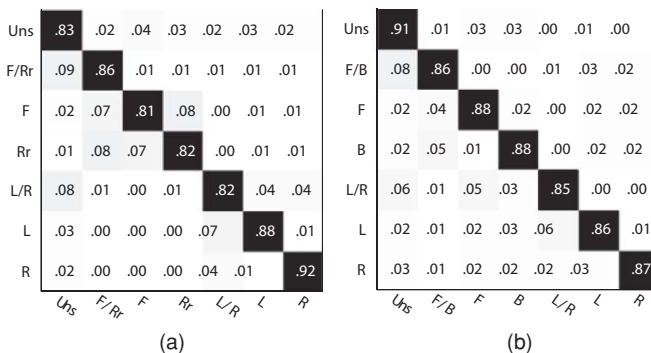 Uns .83 .02 .04 .03 .02 .03 .02
F/Rr .09 .86 .01 .01 .01 .01 .01
F .02 .07 .81 .08 .00 .01 .01
Rr .01 .08 .07 .82 .00 .01 .01
L/R .08 .01 .00 .01 .82 .04 .04
L .03 .00 .00 .00 .07 .88 .01
R .02 .00 .00 .00 .04 .01 .92
Uns F/Rr F Rr L/R L R
(a)
Uns .91 .01 .03 .03 .00 .01 .00
F/B .08 .86 .00 .00 .01 .03 .02
F .02 .04 .88 .02 .00 .02 .02
B .02 .05 .01 .88 .00 .02 .02
L/R .06 .01 .05 .03 .85 .00 .00
L .02 .01 .02 .03 .06 .86 .01
R .03 .01 .02 .02 .02 .03 .87
Uns F/B F B L/R L R
(b)